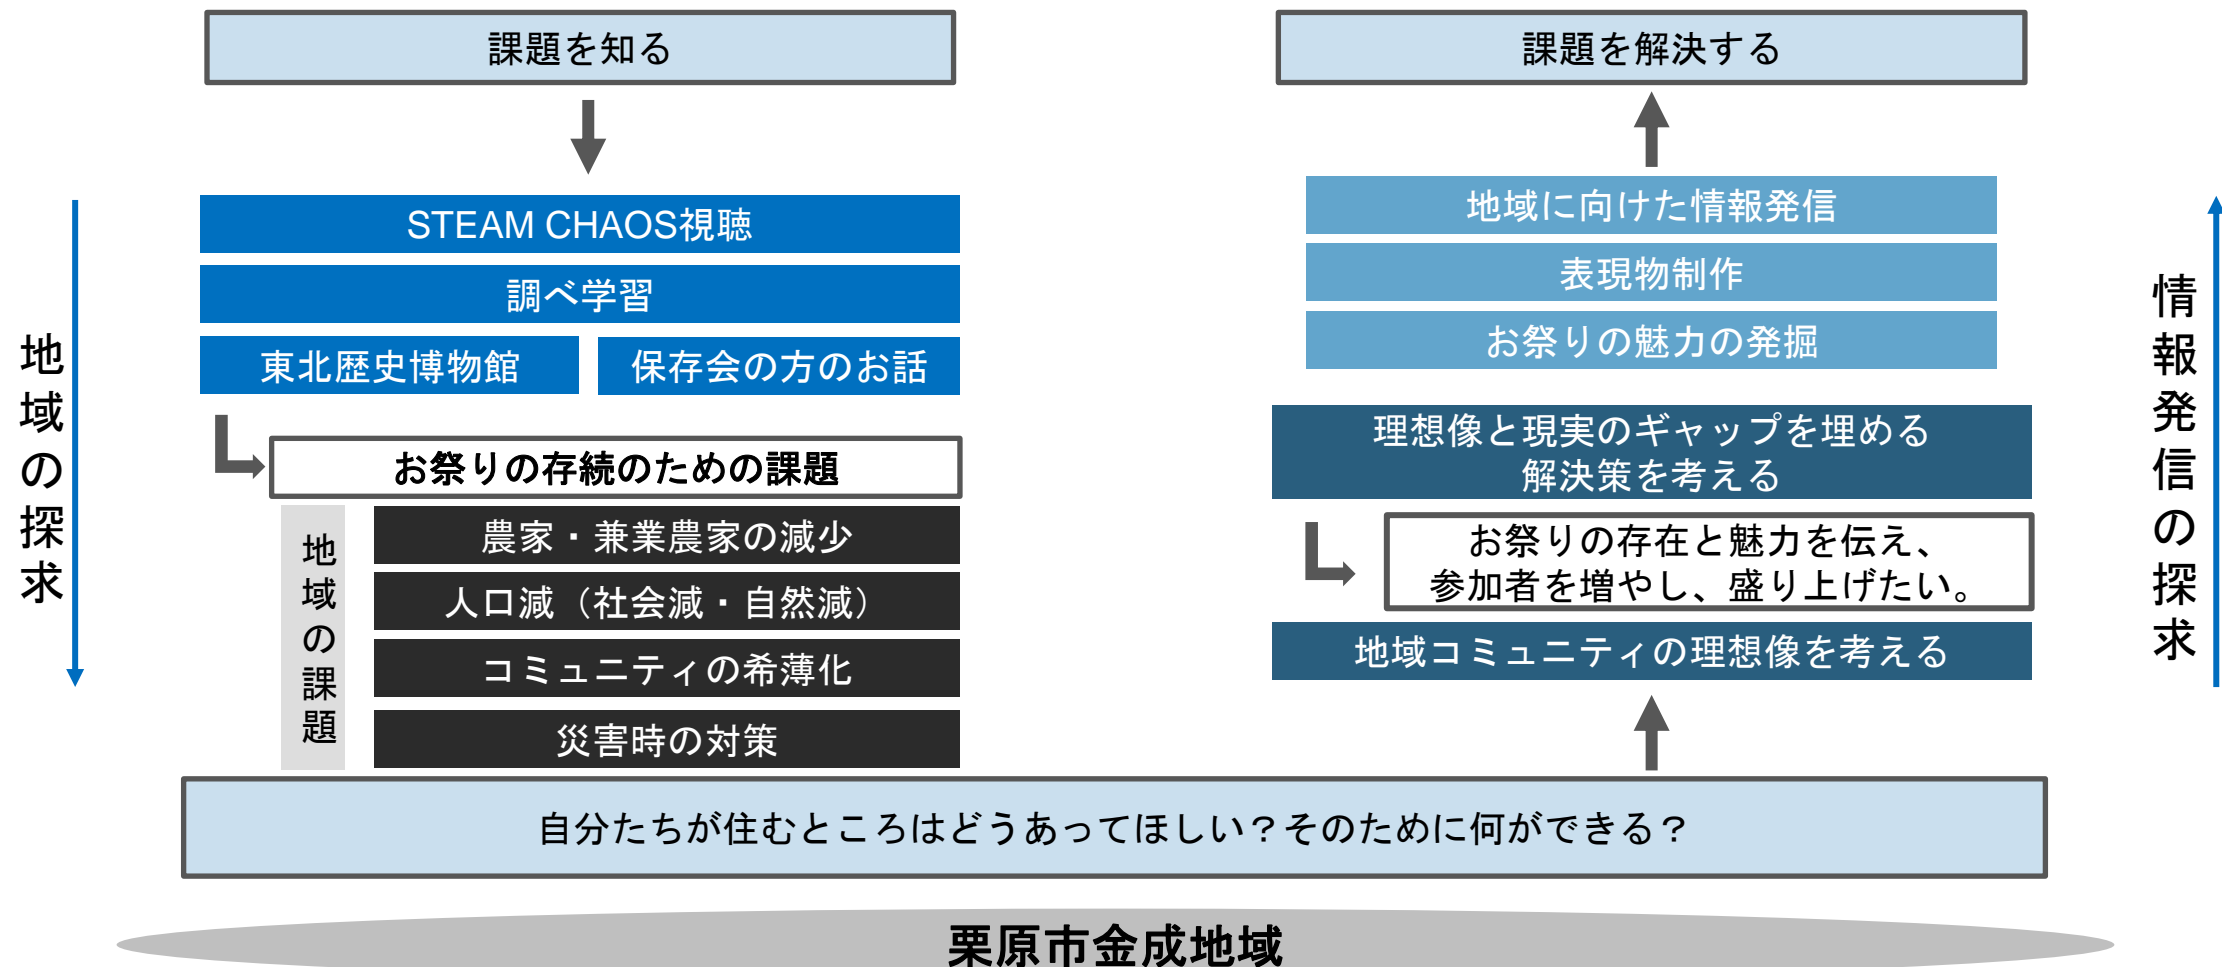 課題を知る
地域の探求
STEAM CHAOS視聴
調べ学習
東北歴史博物館
保存会の方のお話
お祭りの存続のための課題
地域の課題
農家・兼業農家の減少
人口減（社会減・自然減）
コミュニティの希薄化
災害時の対策
自分たちが住むところはどうあってほしい？そのために何ができる？
課題を解決する
地域に向けた情報発信
表現物制作
お祭りの魅力の発掘
理想像と現実のギャップを埋める
解決策を考える
お祭りの存在と魅力を伝え、
参加者を増やし、盛り上げたい。
地域コミュニティの理想像を考える
情報発信の探求
栗原市金成地域